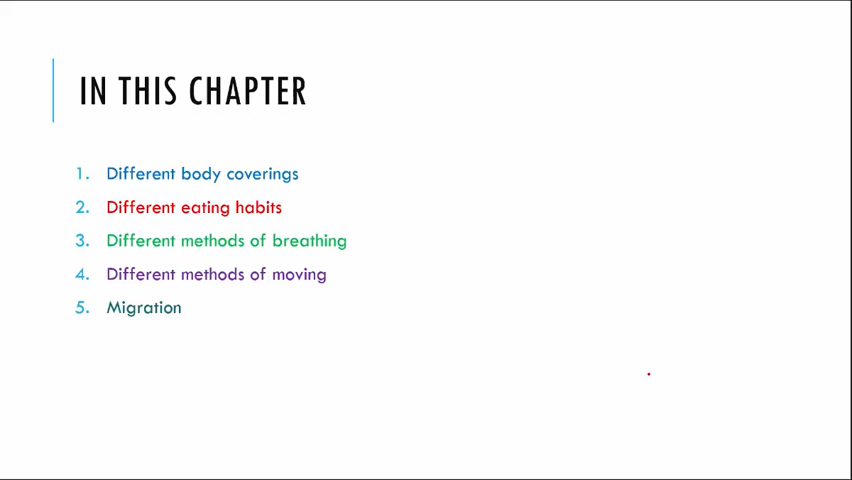 IN THIS CHAPTER
1. Different body coverings
2. Different eating habits
3. Different methods of breathing
4. Different methods of moving
5. Migration